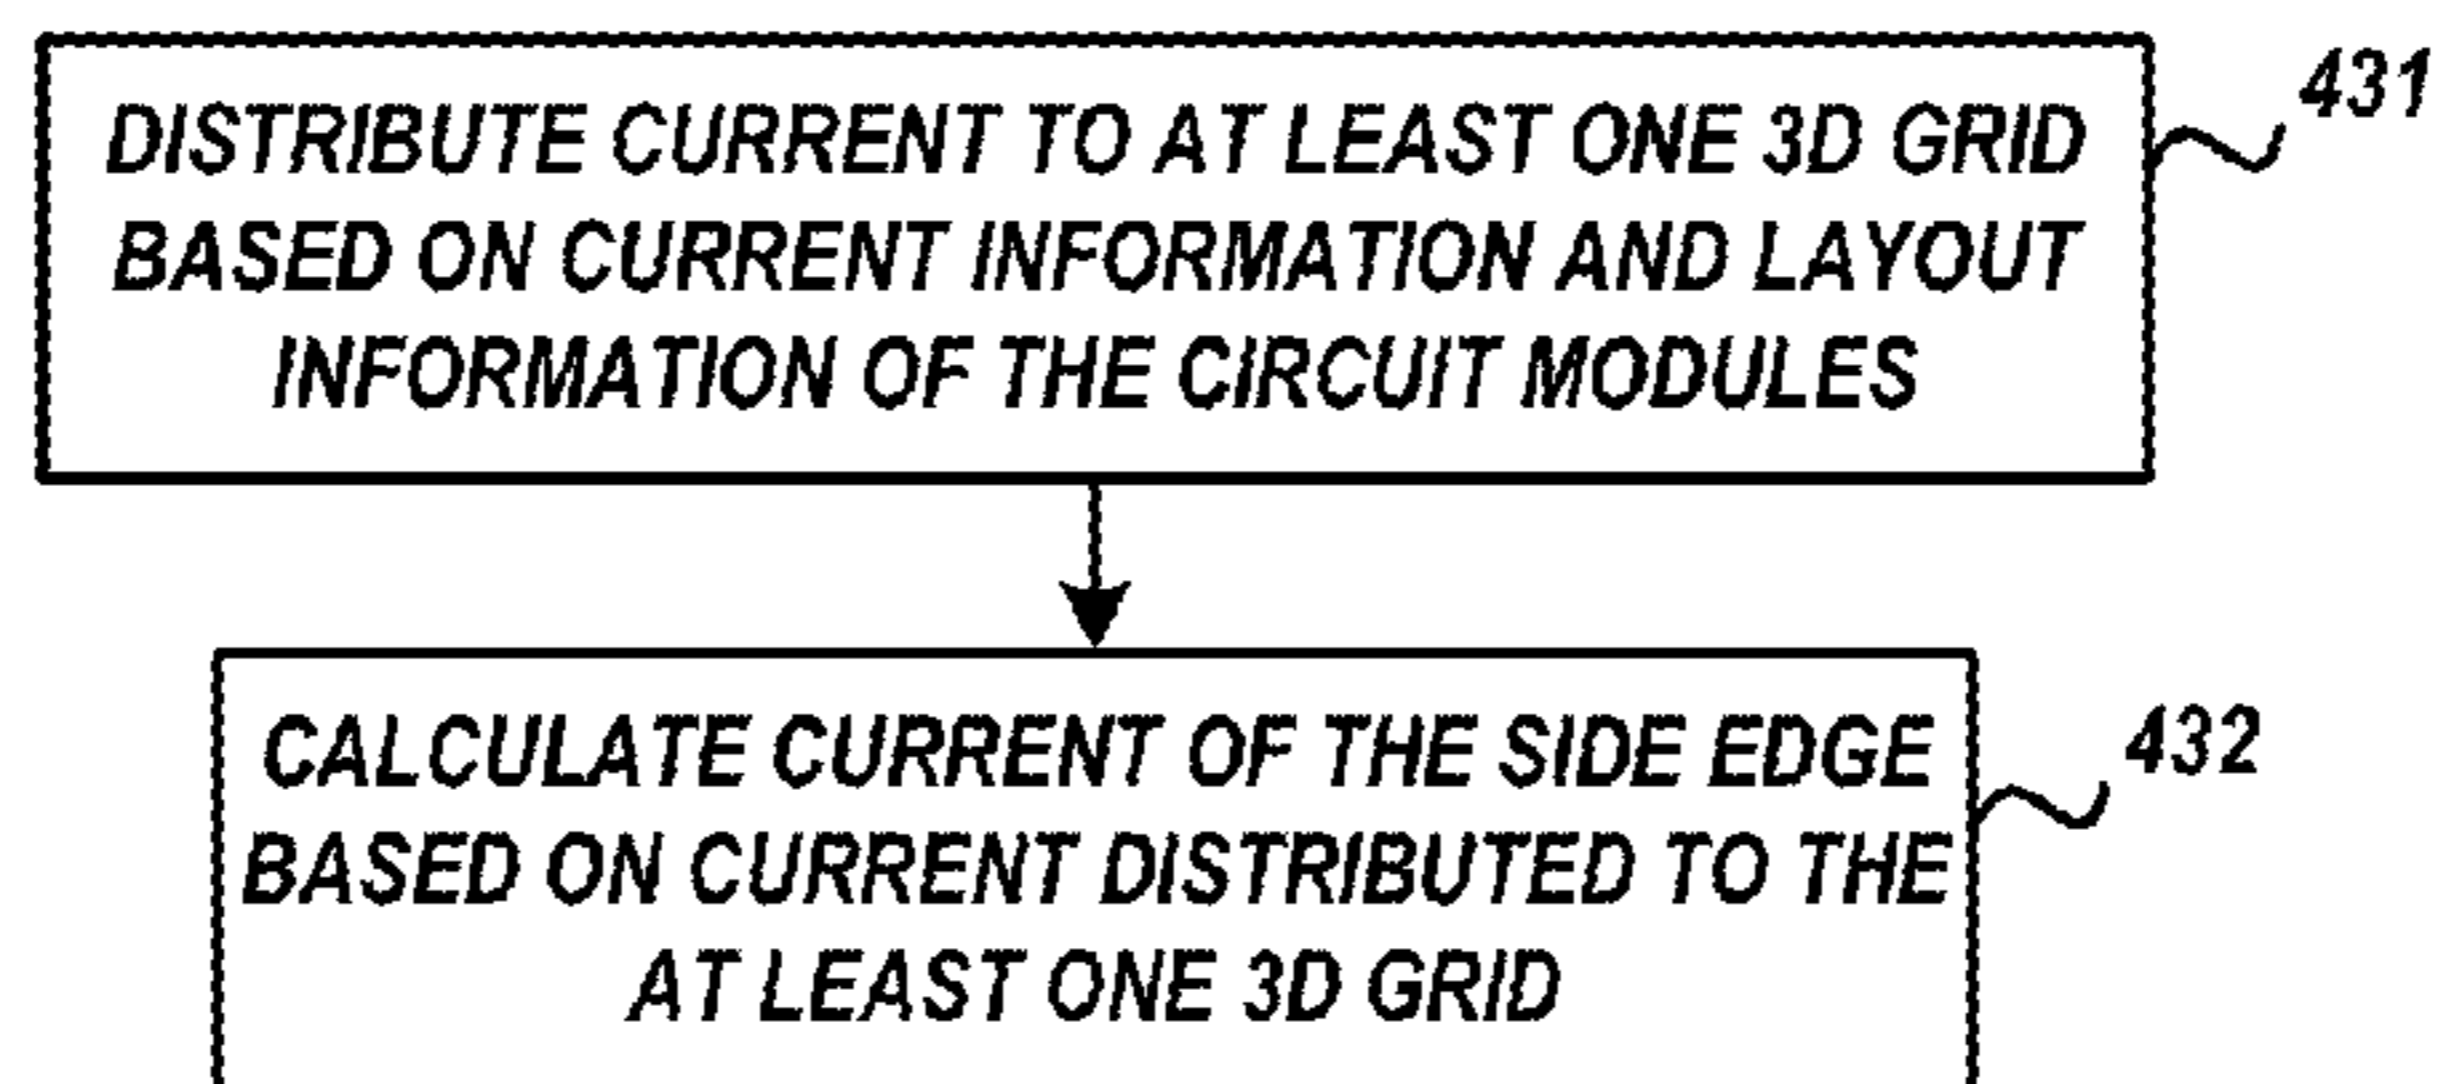 DISTRIBUTE CURRENT TO AT LEAST ONE 3D GRID
BASED ON CURRENT INFORMATION AND LAYOUT
INFORMATION OF THE CIRCUIT MODULES
431
CALCULATE CURRENT OF THE SIDE EDGE
BASED ON CURRENT DISTRIBUTED TO THE
AT LEAST ONE 3D GRID
432